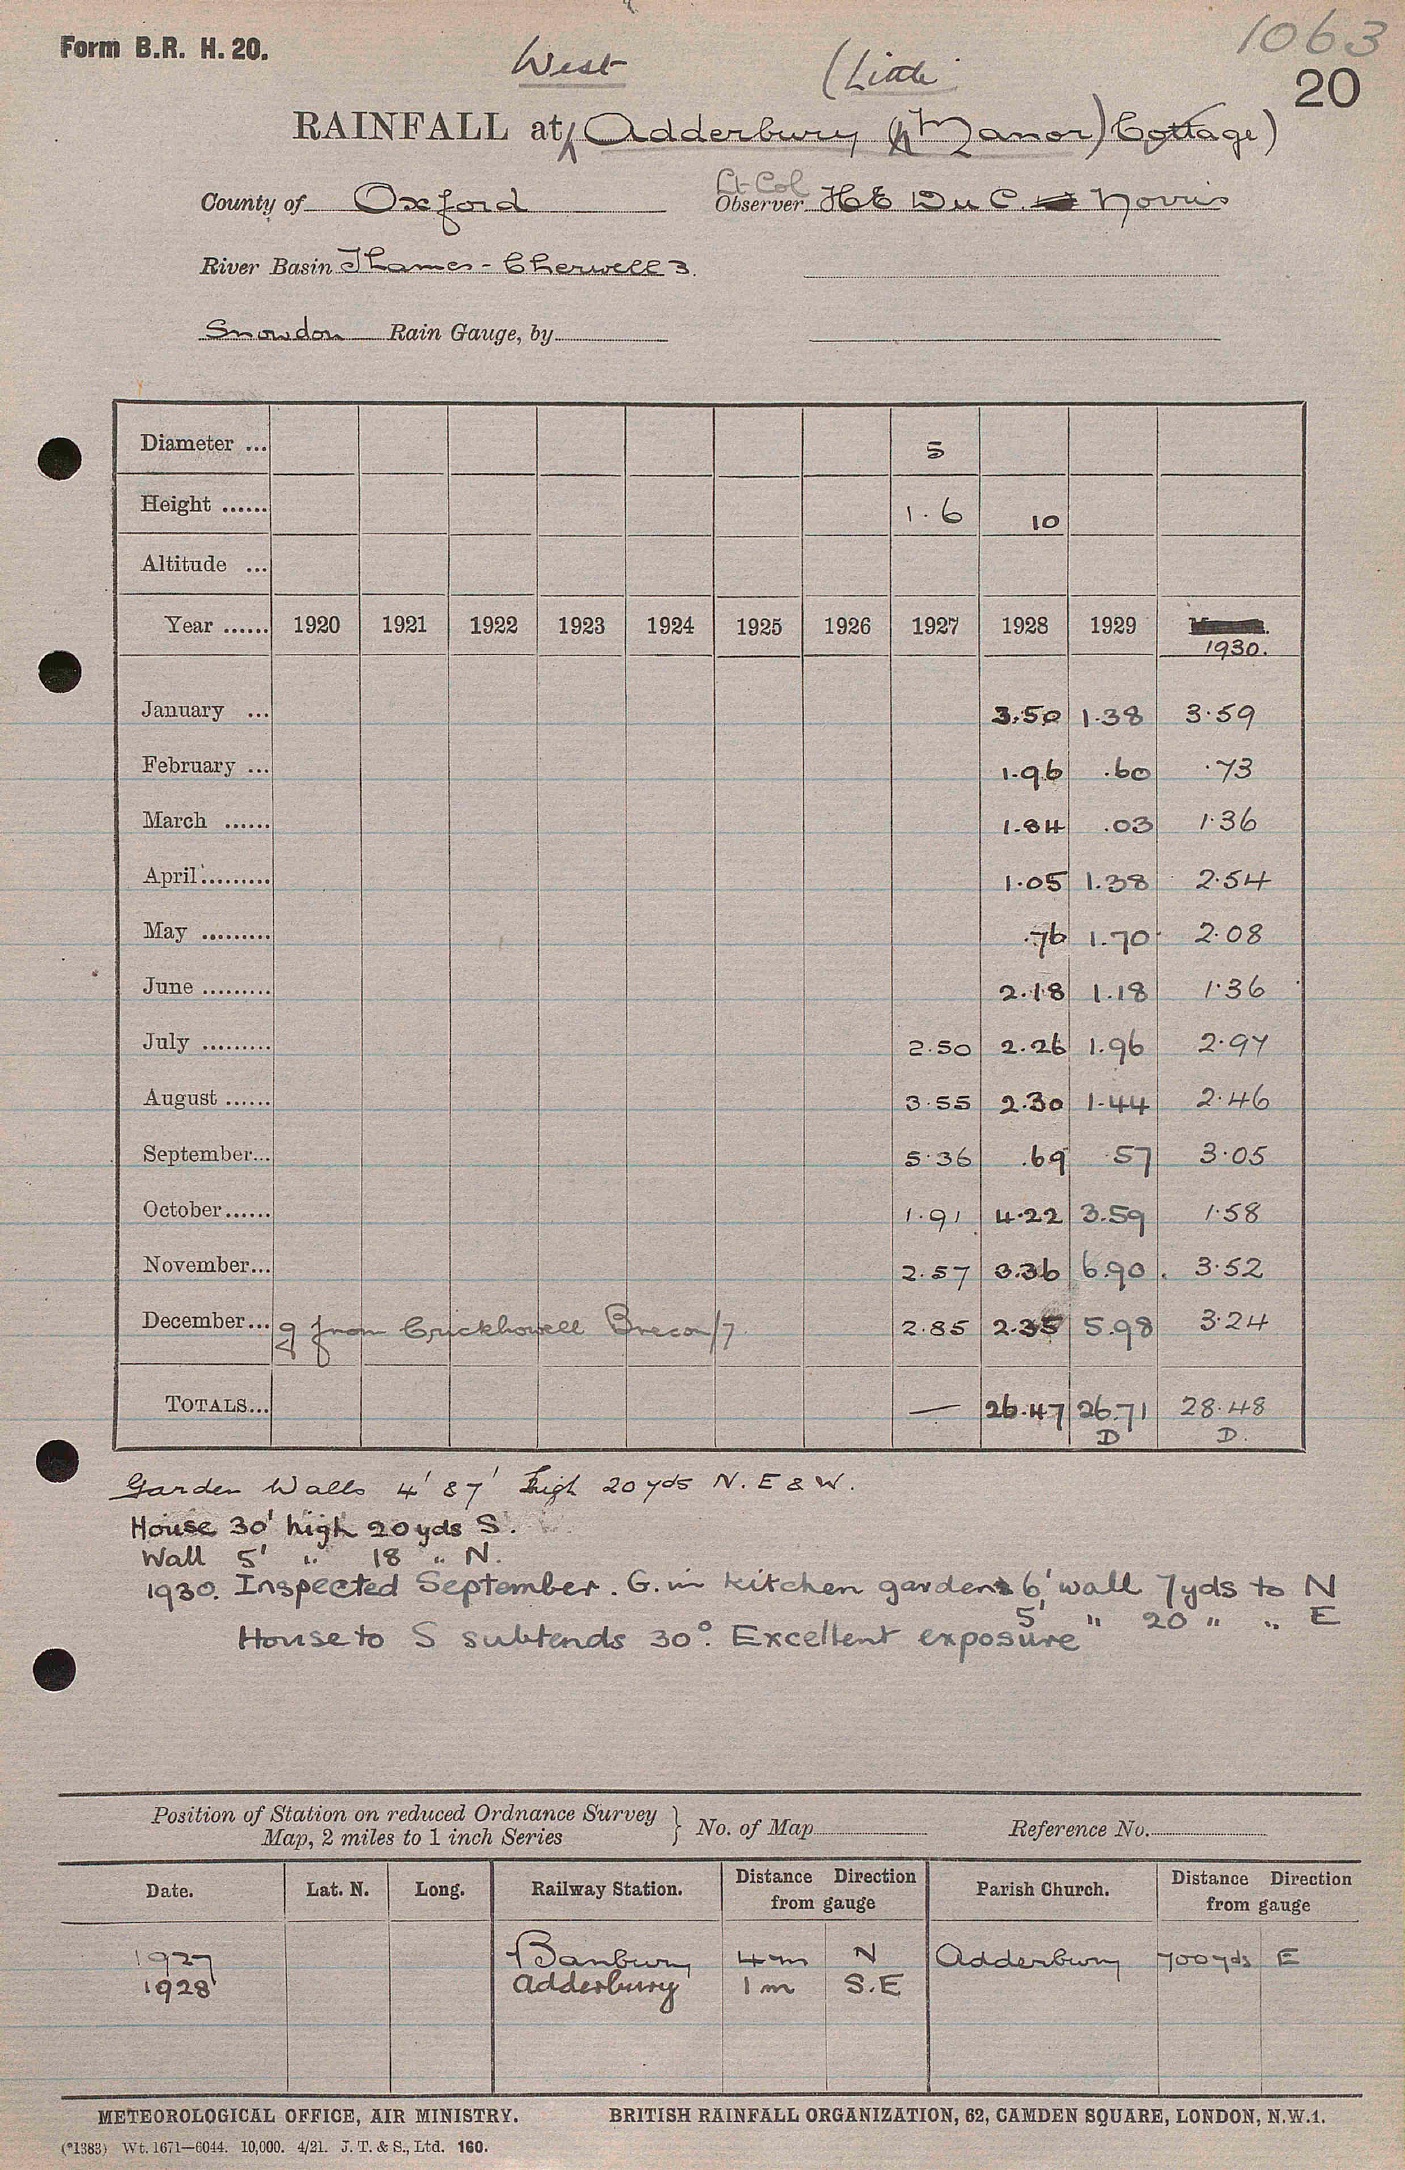 1063
Form B.R. H. 20.
20
West (Little
RAINFALL at Adderbury (Manor) Cottage)
County of Oxford Lt-Col Observer HE Du C. Norris
River Basin Thames - Cherwell 3.
Snowdon Rain Gauge, by
Diameter ... 5
Height ...... 1.6 10
Altitude ...
Year ...... 1920 1921 1922 1923 1924 1925 1926 1927 1928 1929 1930.
January ... 3.50 1.38 3.59
February ... 1.96 .60 .73
March ...... 1.84 .03 1.36
April ......... 1.05 1.38 2.54
May ......... .76 1.70 2.08
June ......... 2.18 1.18 1.36
July ......... 2.50 2.26 1.96 2.97
August ...... 3.55 2.30 1.44 2.46
September... 5.36 .69 .57 3.05
October ...... 1.91 4.22 3.59 1.58
November... 2.57 3.36 6.90 3.52
December... g from Crickhowell Brecon/7 2.85 2.35 5.98 3.24
TOTALS... — 26.47 26.71 28.48
D D.
Garden Walls 4' & 7' high 20 yds N. E & W.
House 30' high 20 yds S.
Wall 5' " 18 " N.
1930. Inspected September. G. in kitchen garden 6' wall 7 yds to N
5' " 20 " " E
House to S subtends 30°. Excellent exposure"
Position of Station on reduced Ordnance Survey
Map, 2 miles to 1 inch Series } No. of Map Reference No.
Date. Lat. N. Long. Railway Station. Distance Direction from gauge Parish Church. Distance Direction from gauge
1927 Banbury 4 m N Adderbury 700 yds E
1928 Adderbury 1 m S.E
METEOROLOGICAL OFFICE, AIR MINISTRY. BRITISH RAINFALL ORGANIZATION, 62, CAMDEN SQUARE, LONDON, N.W.1.
(*1383) Wt. 1671—6044. 10,000. 4/21. J. T. & S., Ltd. 160.